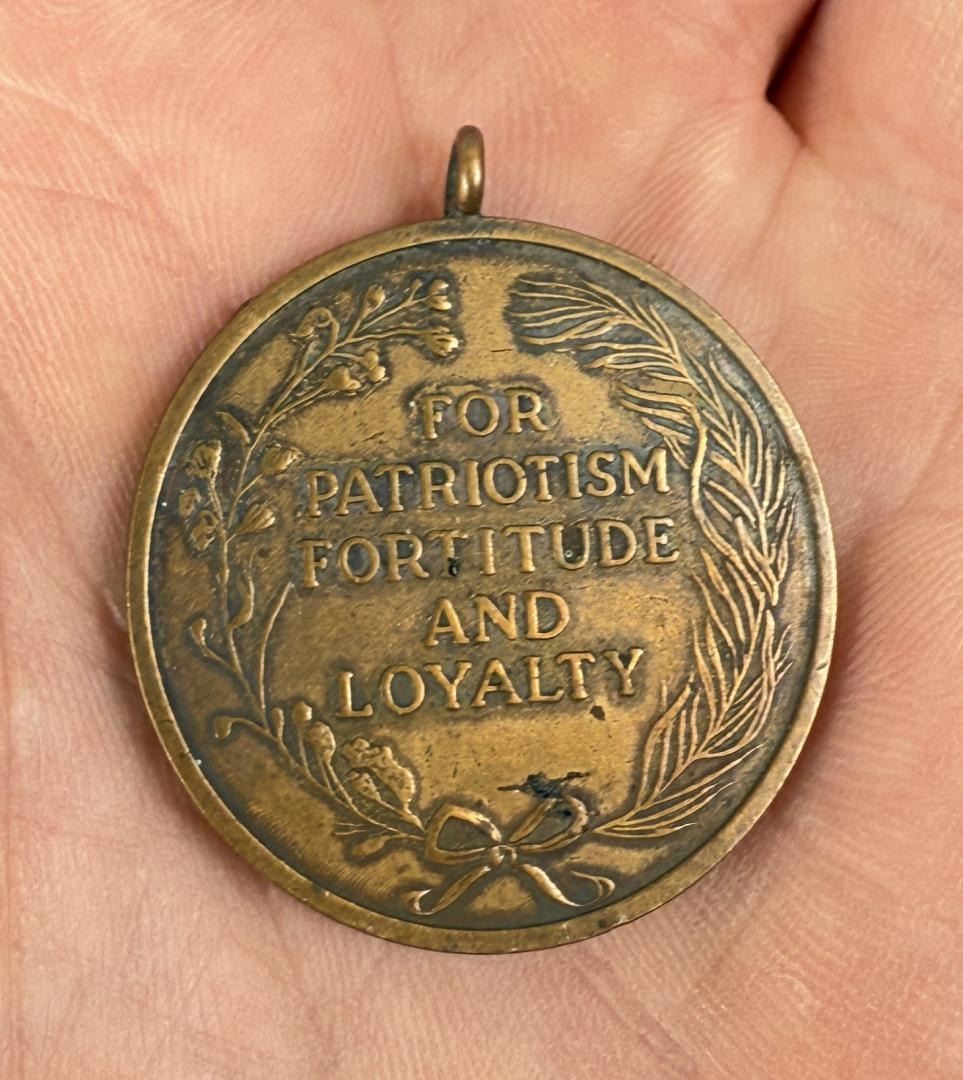 FOR
PATRIOTISM
FORTITUDE
AND
LOYALTY